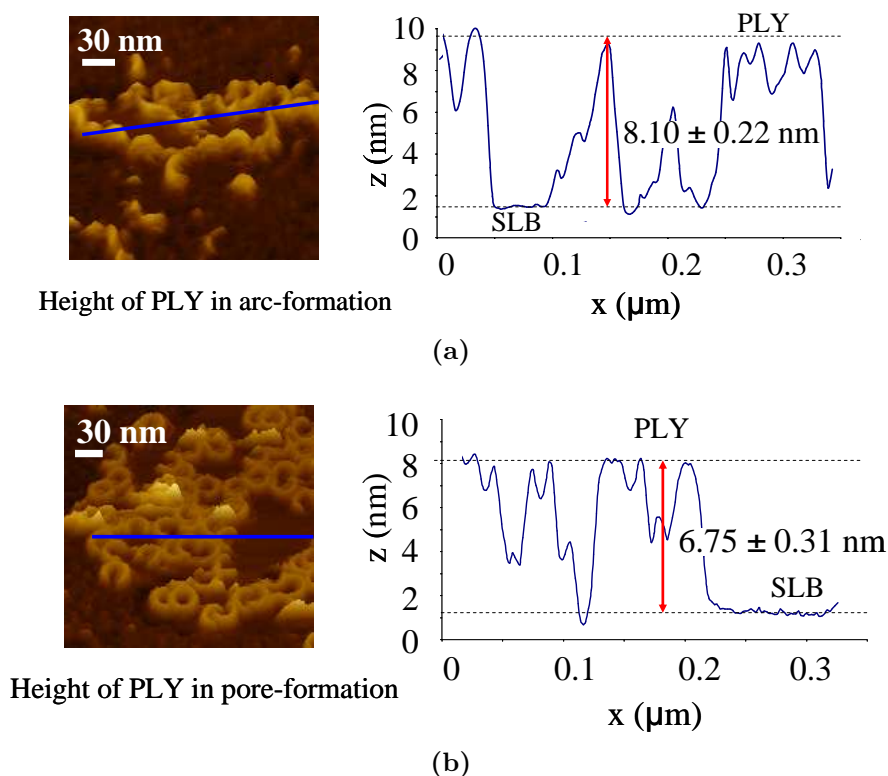 30 nm
z (nm)
10
8
6
4
2
0
PLY
8.10 ± 0.22 nm
SLB
0 0.1 0.2 0.3
x (μm)
Height of PLY in arc-formation
(a)
30 nm
z (nm)
10
8
6
4
2
0
PLY
6.75 ± 0.31 nm
SLB
0 0.1 0.2 0.3
x (μm)
Height of PLY in pore-formation
(b)